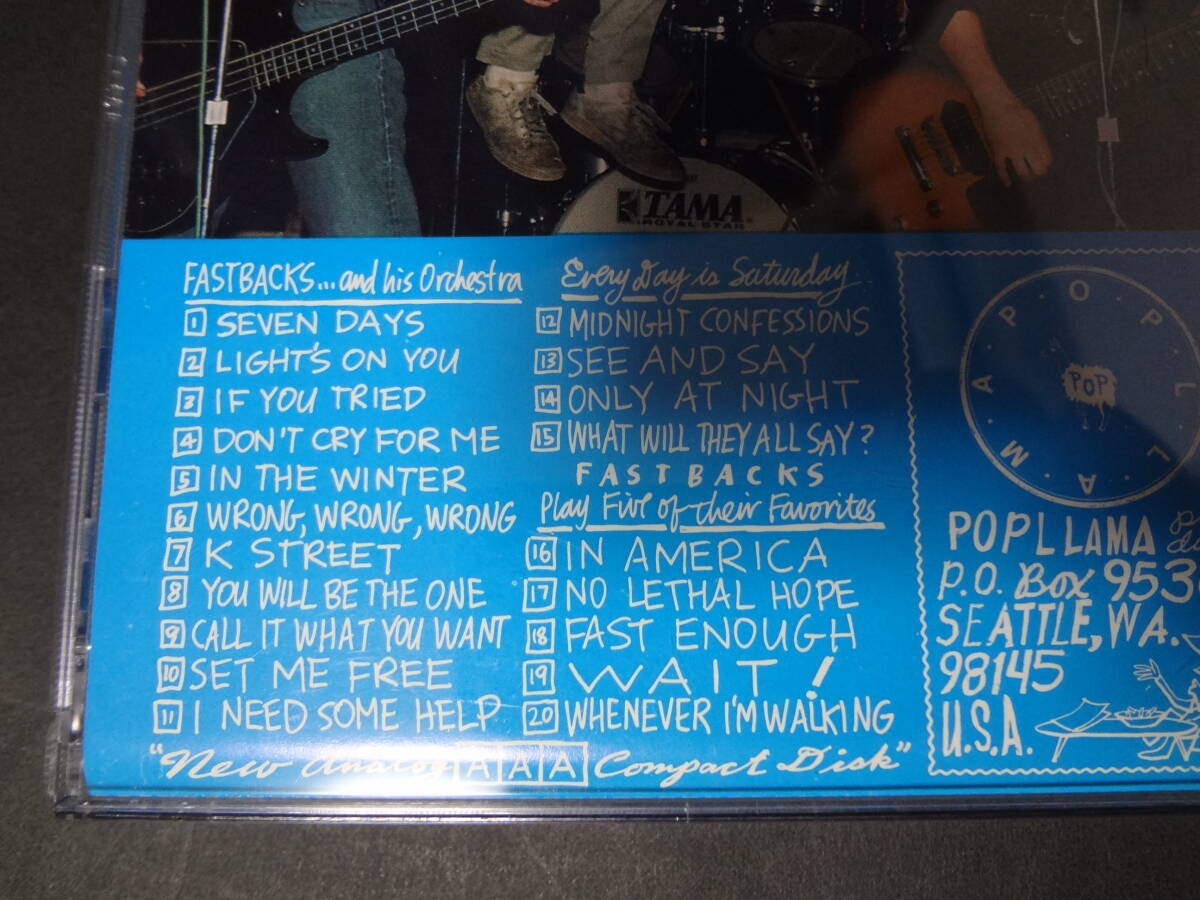 TAMA
ROYAL STAR
FASTBACKS...and his Orchestra
1 SEVEN DAYS
2 LIGHT'S ON YOU
3 IF YOU TRIED
4 DON'T CRY FOR ME
5 IN THE WINTER
6 WRONG, WRONG, WRONG
7 K STREET
8 YOU WILL BE THE ONE
9 CALL IT WHAT YOU WANT
10 SET ME FREE
11 I NEED SOME HELP
Every Day is Saturday
12 MIDNIGHT CONFESSIONS
13 SEE AND SAY
14 ONLY AT NIGHT
15 WHAT WILL THEY ALL SAY?
FASTBACKS
Play Five of their Favorites
16 IN AMERICA
17 NO LETHAL HOPE
18 FAST ENOUGH
19 WAIT!
20 WHENEVER I'M WALKING
"New Analog AAA Compact Disk"
P·O·P·L·L·A·M·A
POP
POPLLAMA
P.O. Box 953
SEATTLE, WA.
98145
U.S.A.